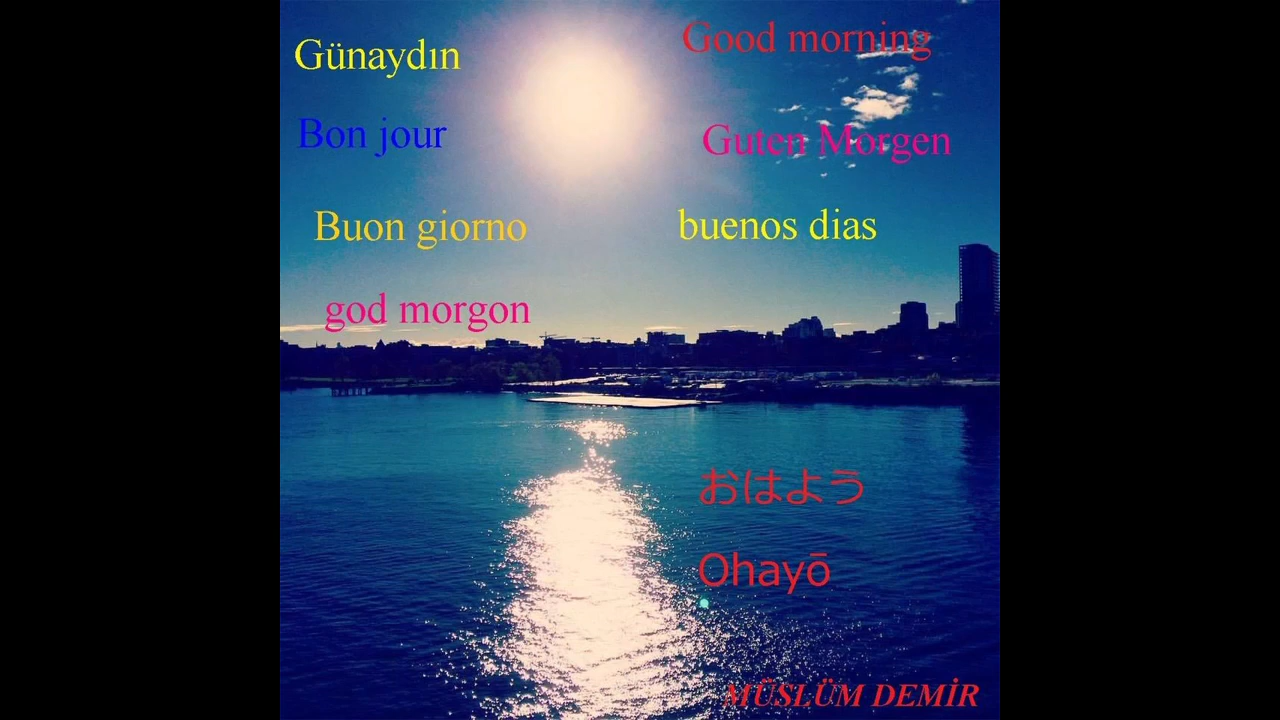 Günaydın
Good morning
Bon jour
Guten Morgen
Buon giorno
buenos dias
god morgon
おはよう
Ohayō
MÜSLÜM DEMİR